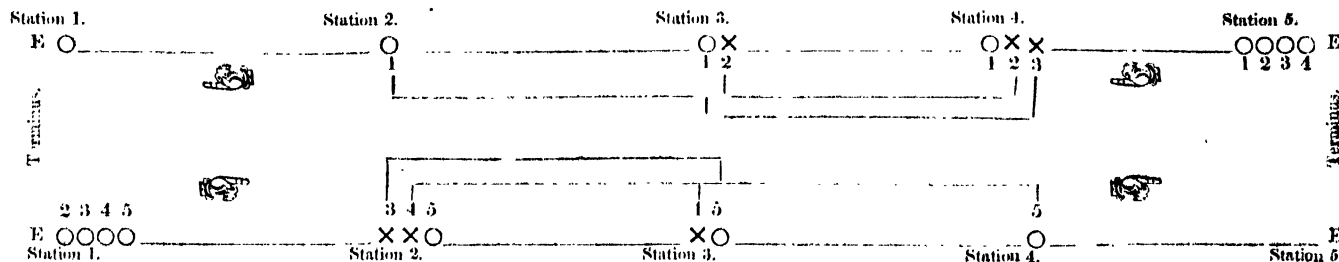 Station 1. Station 2. Station 3. Station 4. Station 5.
E E
1 1 2 1 2 3 1 2 3 4
Terminus. Terminus.
2 3 4 5 3 4 5 4 5 5
E E
Station 1. Station 2. Station 3. Station 4. Station 5